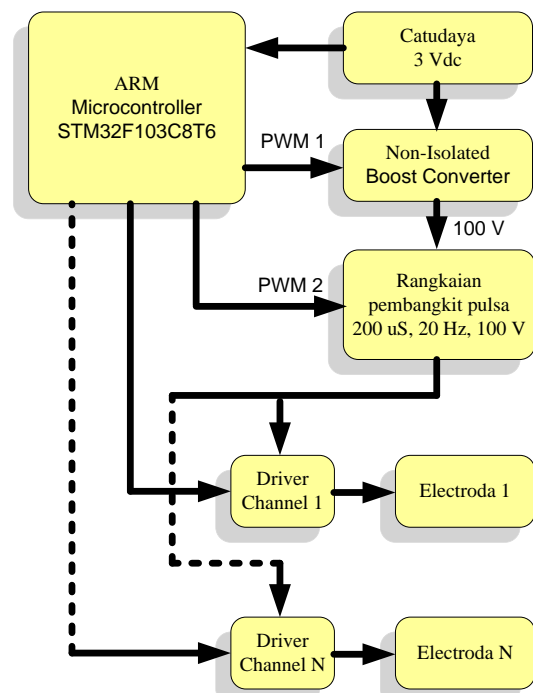 ARM
Microcontroller
STM32F103C8T6
Catudaya
3 Vdc
PWM 1
Non-Isolated
Boost Converter
100 V
PWM 2
Rangkaian
pembangkit pulsa
200 uS, 20 Hz, 100 V
Driver
Channel 1
Electroda 1
Driver
Channel N
Electroda N